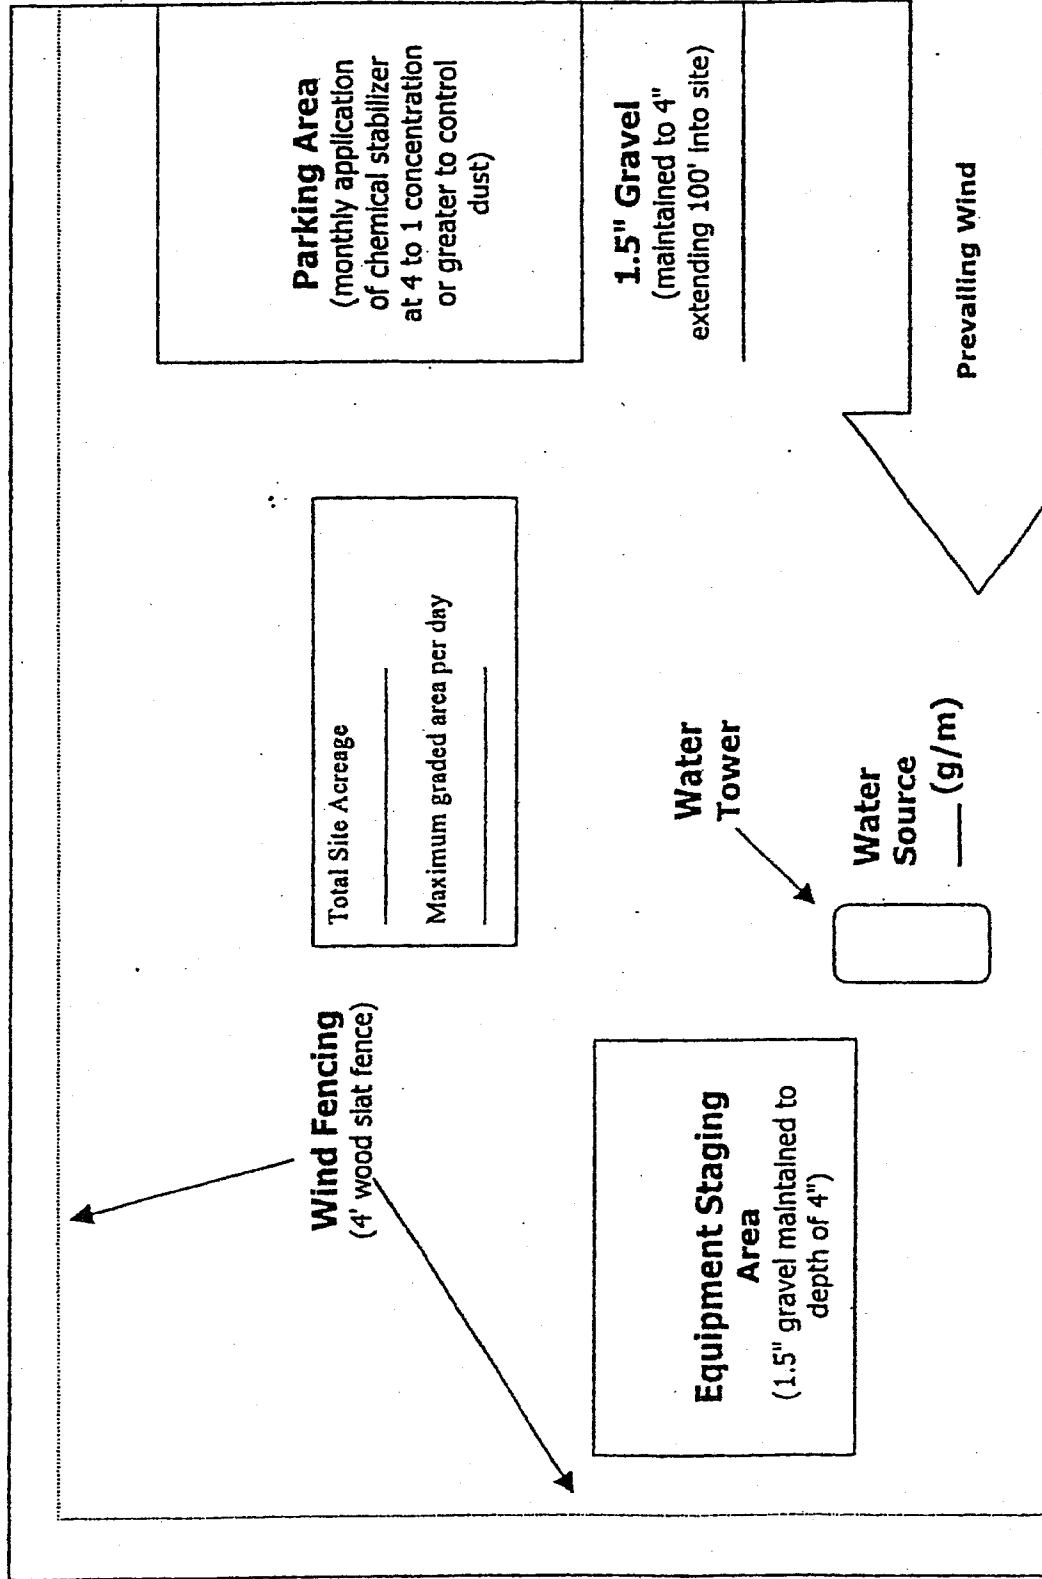 Wind Fencing
(4' wood slat fence)
Total Site Acreage
Maximum graded area per day
Parking Area
(monthly application
of chemical stabilizer
at 4 to 1 concentration
or greater to control
dust)
1.5" Gravel
(maintained to 4"
extending 100' into site)
Equipment Staging
Area
(1.5" gravel maintained to
depth of 4")
Water
Tower
Water
Source
___ (g/m)
Prevailing Wind